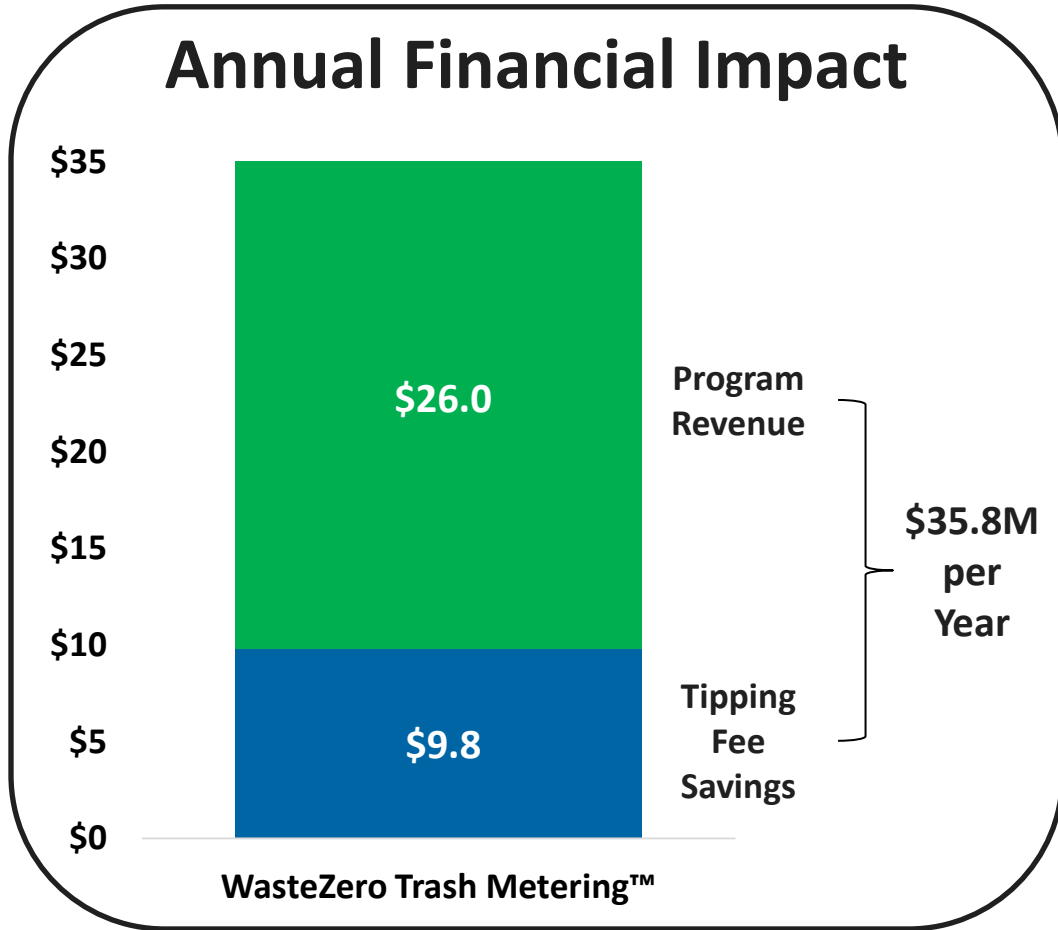 Annual Financial Impact
$35
$30
$25
$20
$15
$10
$5
$0
$26.0
$9.8
Program
Revenue
Tipping
Fee
Savings
$35.8M
per
Year
WasteZero Trash Metering™